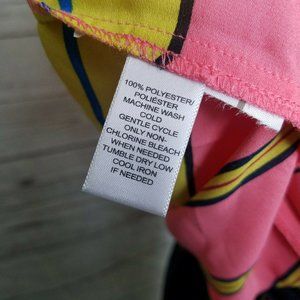 100% POLYESTER/
POLIÉSTER
MACHINE WASH
COLD
GENTLE CYCLE
ONLY NON-
CHLORINE BLEACH
WHEN NEEDED
TUMBLE DRY LOW
COOL IRON
IF NEEDED